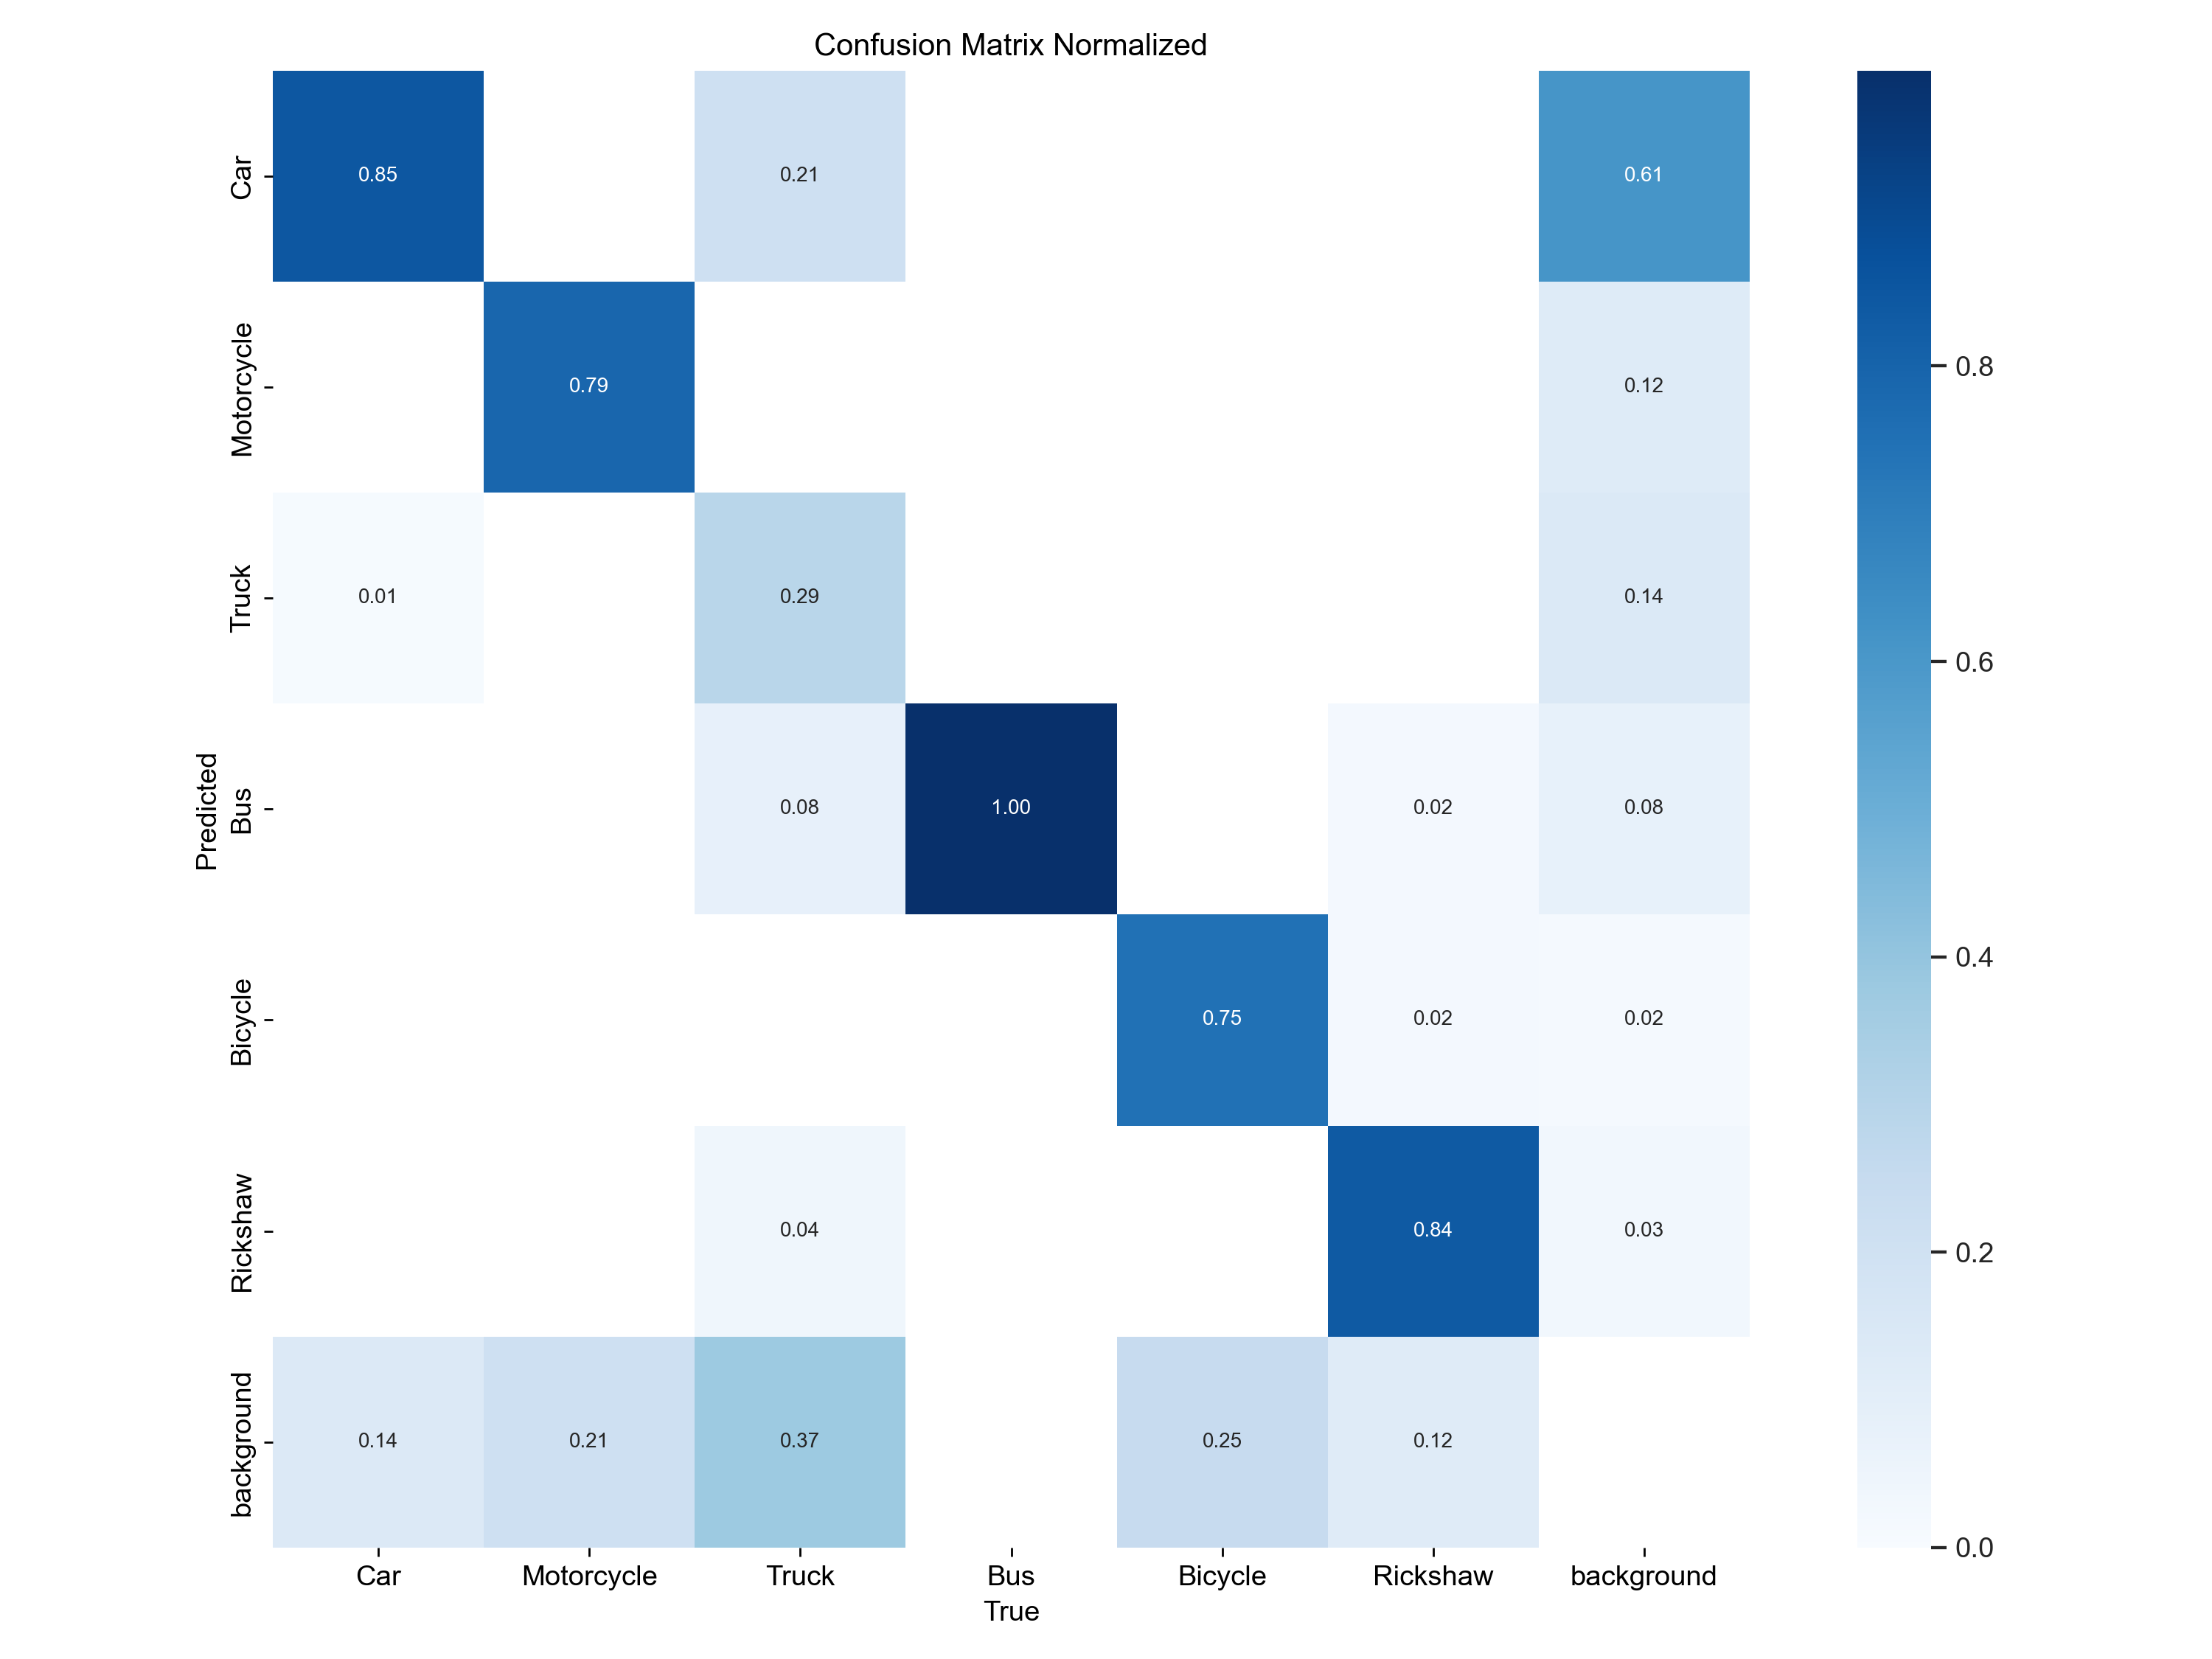 Confusion Matrix Normalized
Car
0.85
0.21
0.61
Motorcycle
0.79
0.12
0.8
Truck
0.01
0.29
0.14
0.6
Predicted
Bus
0.08
1.00
0.02
0.08
0.4
Bicycle
0.75
0.02
0.02
Rickshaw
0.04
0.84
0.03
0.2
background
0.14
0.21
0.37
0.25
0.12
0.0
Car Motorcycle Truck Bus Bicycle Rickshaw background
True